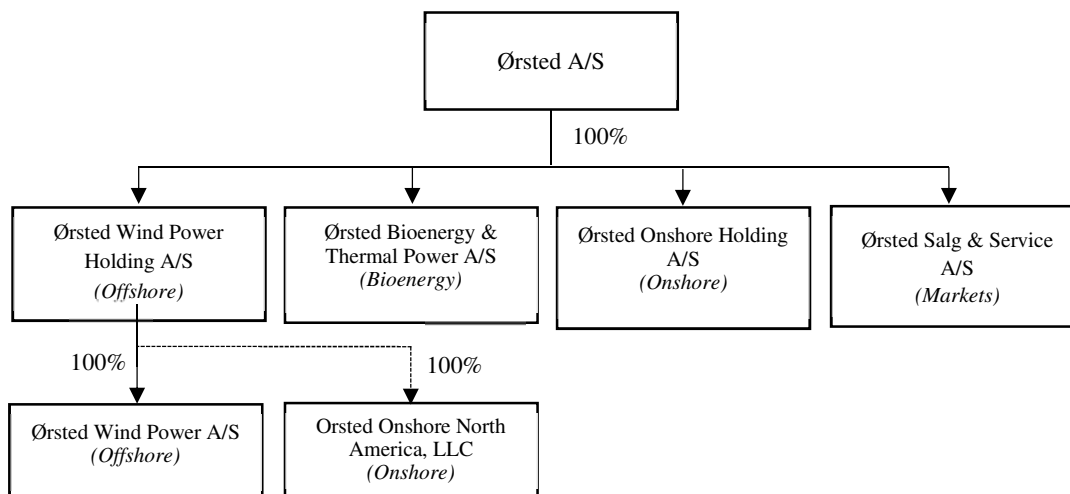 Ørsted A/S
100%
Ørsted Wind Power
Holding A/S
(Offshore)
Ørsted Bioenergy &
Thermal Power A/S
(Bioenergy)
Ørsted Onshore Holding
A/S
(Onshore)
Ørsted Salg & Service
A/S
(Markets)
100%
100%
Ørsted Wind Power A/S
(Offshore)
Orsted Onshore North
America, LLC
(Onshore)